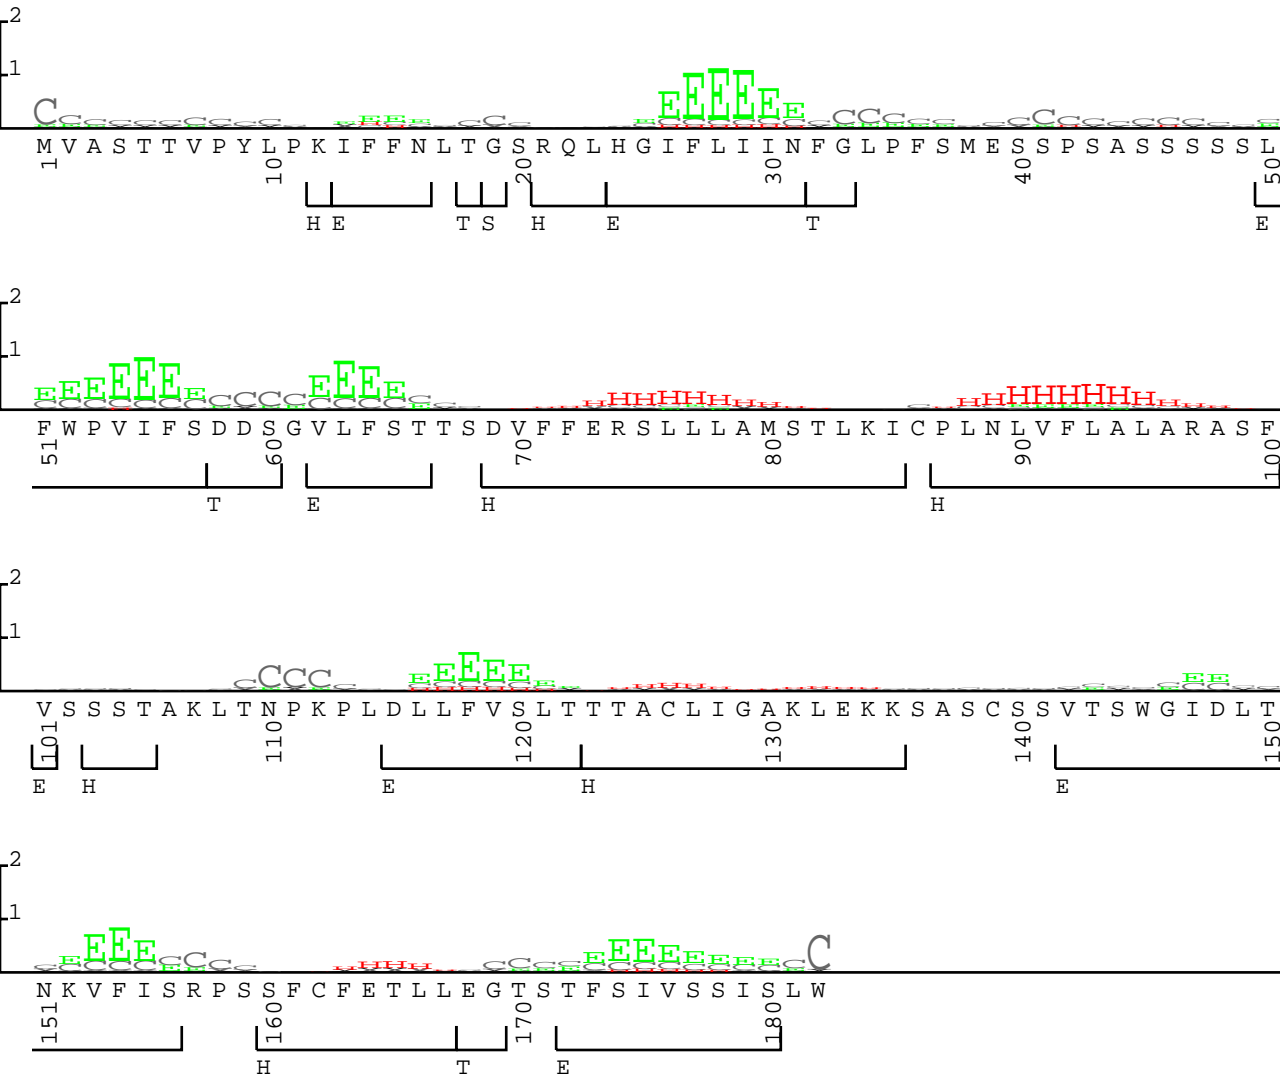 2
1
C C C C C C C C C C E E E C C E E E E E E C C C C C C
M V A S T T V P Y L P K I F F N L T G S R Q L H G I F L I I N F G L P F S M E S S P S A S S S S S L
1 10 20 30 40 50
H E T S H E T E
2
1
E E E E E E E C C C C E E E E C H H H H H H H H H H H H H
F W P V I F S D D S G V L F S T T S D V F F E R S L L L A M S T L K I C P L N L V F L A L A R A S F
51 60 70 80 90 100
T E H H
2
1
C C C C E E E E E E E
V S S S T A K L T N P K P L D L L F V S L T T T A C L I G A K L E K K S A S C S S V T S W G I D L T
101 110 120 130 140 150
E H E H E
2
1
E E E E C C C C H H H C C C C E E E E E E E E C C
N K V F I S R P S S F C F E T L L E G T S T F S I V S S I S L W
151 160 170 180
H T E